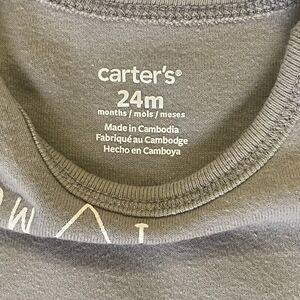 carter's®
24m
months / mois / meses
Made in Cambodia
Fabriqué au Cambodge
Hecho en Camboya